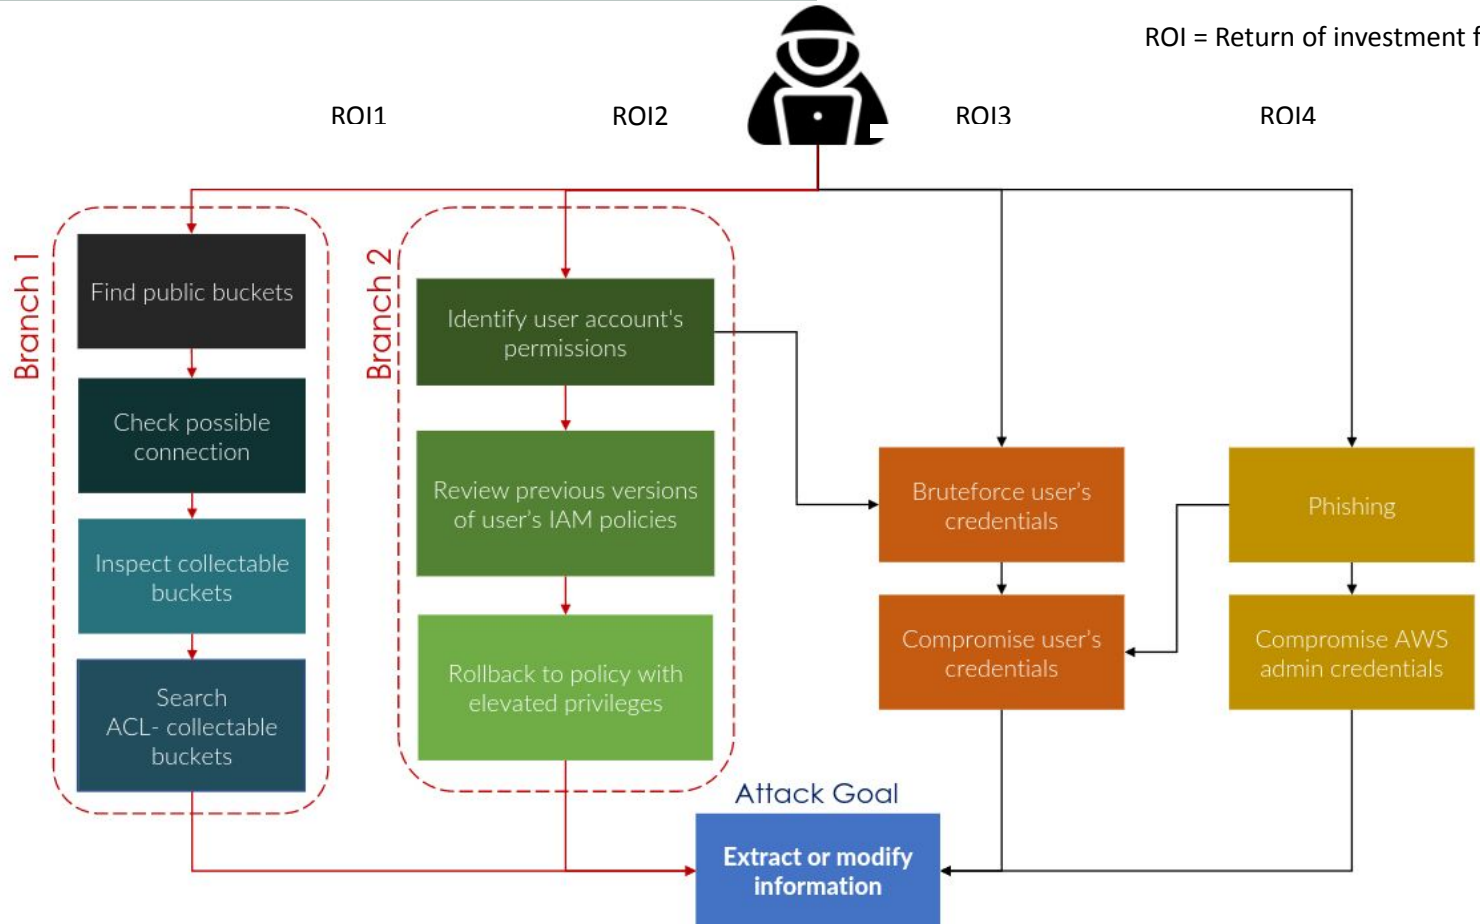 ROI = Return of investment f
ROI1
ROI2
ROI3
ROI4
Branch 1
Find public buckets
Check possible
connection
Inspect collectable
buckets
Search
ACL- collectable
buckets
Branch 2
Identify user account's
permissions
Review previous versions
of user's IAM policies
Rollback to policy with
elevated privileges
Bruteforce user's
credentials
Compromise user's
credentials
Phishing
Compromise AWS
admin credentials
Attack Goal
Extract or modify
information